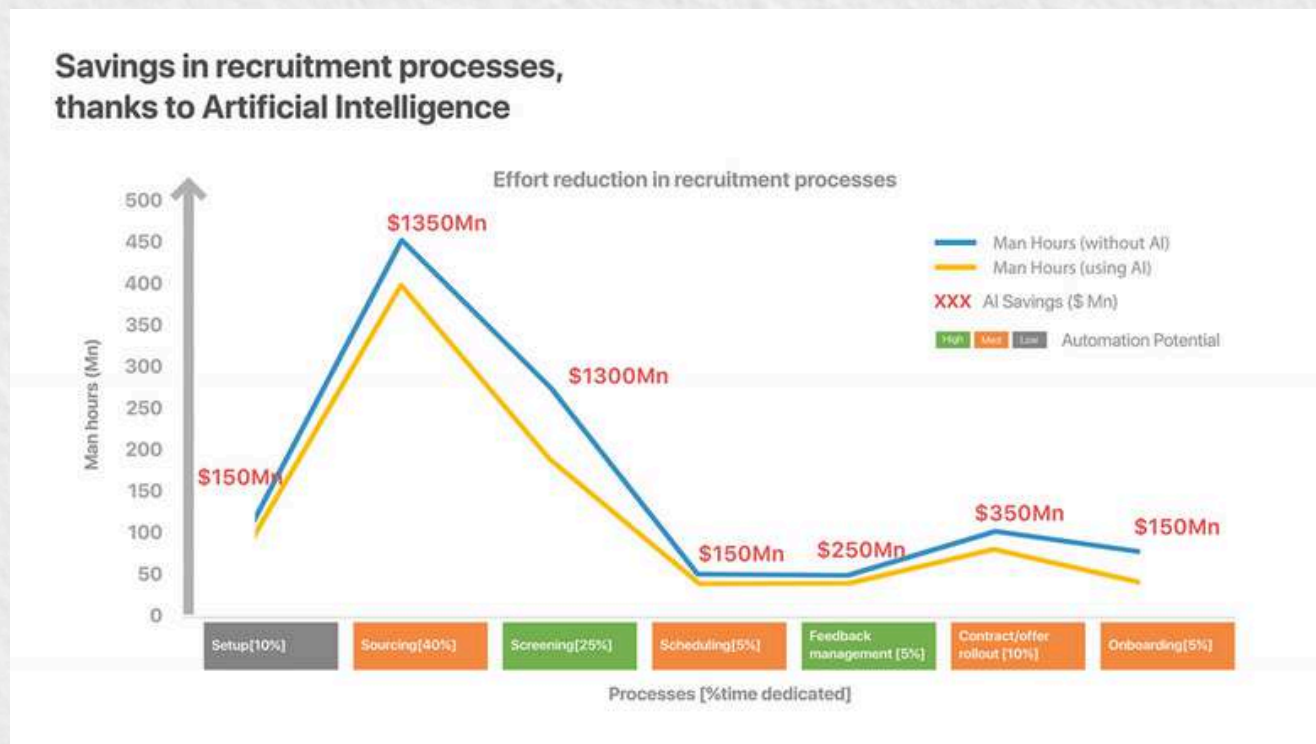 Savings in recruitment processes,
thanks to Artificial Intelligence
Effort reduction in recruitment processes
Man hours (Mn)
500
450
400
350
300
250
200
150
100
50
0
$150Mn
$1350Mn
$1300Mn
$150Mn
$250Mn
$350Mn
$150Mn
Man Hours (without AI)
Man Hours (using AI)
XXX AI Savings ($ Mn)
High Med Low Automation Potential
Setup[10%]
Sourcing[40%]
Screening[25%]
Scheduling[5%]
Feedback
management [5%]
Contract/offer
rollout [10%]
Onboarding[5%]
Processes [%time dedicated]